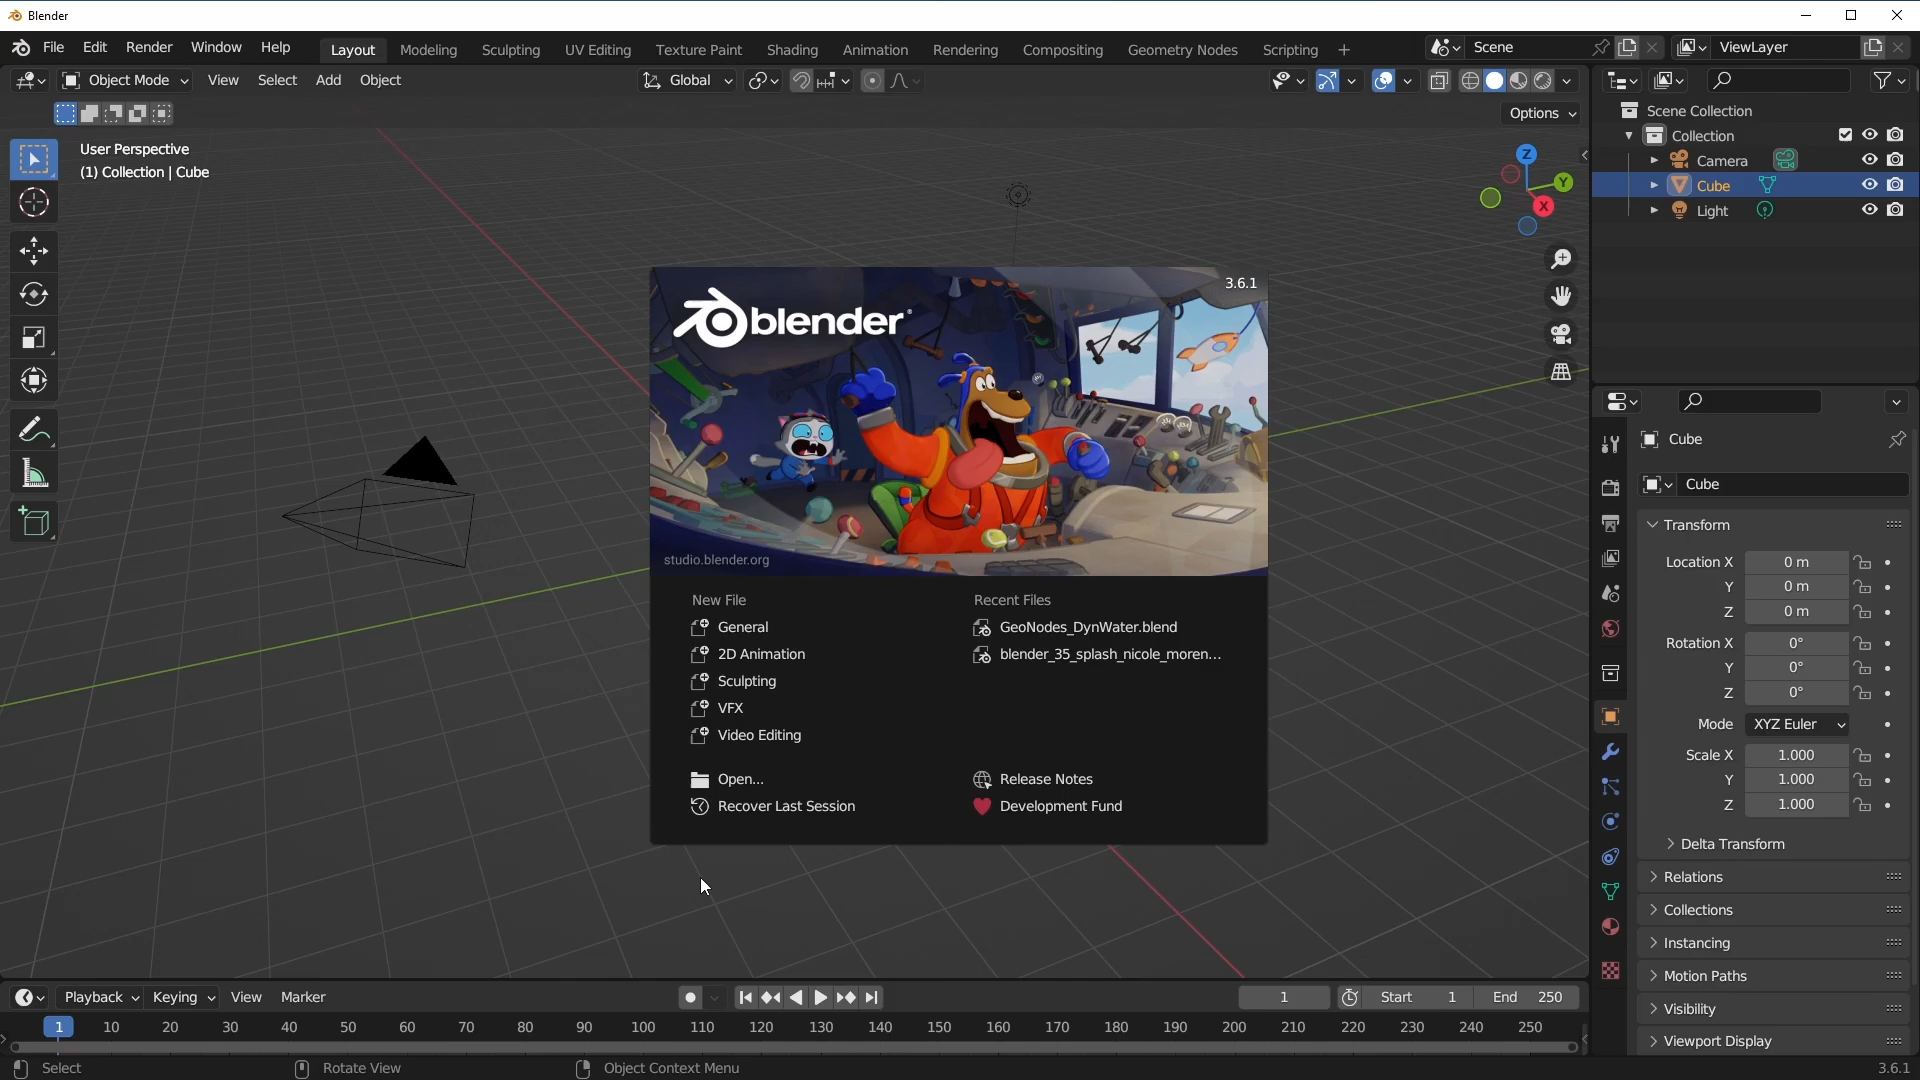 Blender
File Edit Render Window Help Layout Modeling Sculpting UV Editing Texture Paint Shading Animation Rendering Compositing Geometry Nodes Scripting + Scene ViewLayer
Object Mode View Select Add Object Global
Options
User Perspective
(1) Collection | Cube
Z
Y
X
Scene Collection
Collection
Camera
Cube
Light
3.6.1
blender
studio.blender.org
New File
General
2D Animation
Sculpting
VFX
Video Editing
Open...
Recover Last Session
Recent Files
GeoNodes_DynWater.blend
blender_35_splash_nicole_moren...
Release Notes
Development Fund
Cube
Cube
Transform
Location X 0 m
Y 0 m
Z 0 m
Rotation X 0°
Y 0°
Z 0°
Mode XYZ Euler
Scale X 1.000
Y 1.000
Z 1.000
Delta Transform
Relations
Collections
Instancing
Motion Paths
Visibility
Viewport Display
Playback Keying View Marker 1 Start 1 End 250
1 10 20 30 40 50 60 70 80 90 100 110 120 130 140 150 160 170 180 190 200 210 220 230 240 250
Select Rotate View Object Context Menu 3.6.1